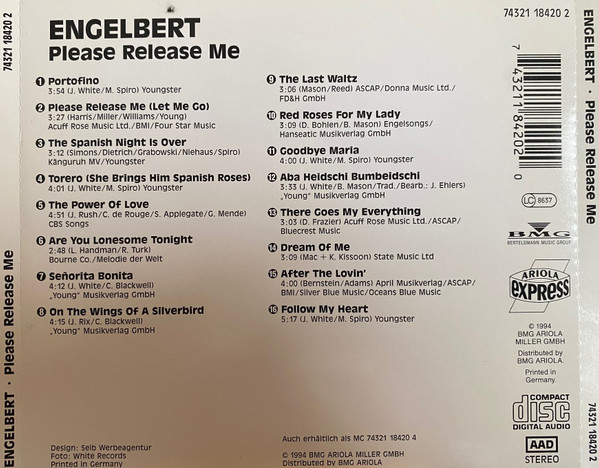 74321 18420 2
ENGELBERT · Please Release Me
ENGELBERT
Please Release Me
1 Portofino
3:54 (J. White/M. Spiro) Youngster
2 Please Release Me (Let Me Go)
3:27 (Harris/Miller/Williams/Young)
Acuff Rose Music Ltd./BMI/Four Star Music
3 The Spanish Night Is Over
3:12 (Simons/Dietrich/Grabowski/Niehaus/Spiro)
Känguruh MV/Youngster
4 Torero (She Brings Him Spanish Roses)
4:01 (J. White/M. Spiro) Youngster
5 The Power Of Love
4:51 (J. Rush/C. de Rouge/S. Applegate/G. Mende)
CBS Songs
6 Are You Lonesome Tonight
2:48 (L. Handman/R. Turk)
Bourne Co./Melodie der Welt
7 Señorita Bonita
4:12 (J. White/C. Blackwell)
„Young" Musikverlag GmbH
8 On The Wings Of A Silverbird
4:15 (J. Rix/C. Blackwell)
„Young" Musikverlag GmbH
9 The Last Waltz
3:06 (Mason/Reed) ASCAP/Donna Music Ltd./
FD&H GmbH
10 Red Roses For My Lady
3:09 (D. Bohlen/B. Mason) Engelsongs/
Hanseatic Musikverlag GmbH
11 Goodbye Maria
4:00 (J. White/M. Spiro) Youngster
12 Aba Heidschi Bumbeidschi
3:33 (J. White/B. Mason/Trad./Bearb.: J. Ehlers)
„Young" Musikverlag GmbH
13 There Goes My Everything
3:03 (D. Frazier) Acuff Rose Music Ltd./ASCAP/
Bluecrest Music
14 Dream Of Me
3:09 (Mac + K. Kissoon) State Music Ltd
15 After The Lovin'
4:00 (Bernstein/Adams) April Musikverlag/ASCAP/
BMI/Silver Blue Music/Oceans Blue Music
16 Follow My Heart
5:17 (J. White/M. Spiro) Youngster
Design: Seib Werbeagentur
Foto: White Records
Printed in Germany
Auch erhältlich als MC 74321 18420 4
© 1994 BMG ARIOLA MILLER GMBH
Distributed by BMG ARIOLA
74321 18420 2
7 432111 842020
LC 8637
BMG
BERTELSMANN MUSIC GROUP
ARIOLA
express
© 1994
BMG ARIOLA
MILLER GMBH
Distributed by
BMG ARIOLA.
Printed in
Germany.
COMPACT
disc
DIGITAL AUDIO
AAD
STEREO
ENGELBERT · Please Release Me
74321 18420 2